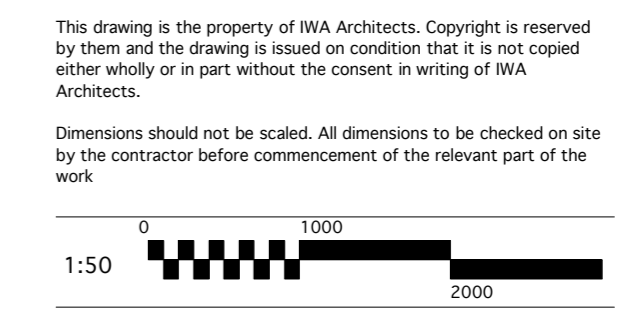 This drawing is the property of IWA Architects. Copyright is reserved
by them and the drawing is issued on condition that it is not copied
either wholly or in part without the consent in writing of IWA
Architects.
Dimensions should not be scaled. All dimensions to be checked on site
by the contractor before commencement of the relevant part of the
work
0 1000
1:50
2000